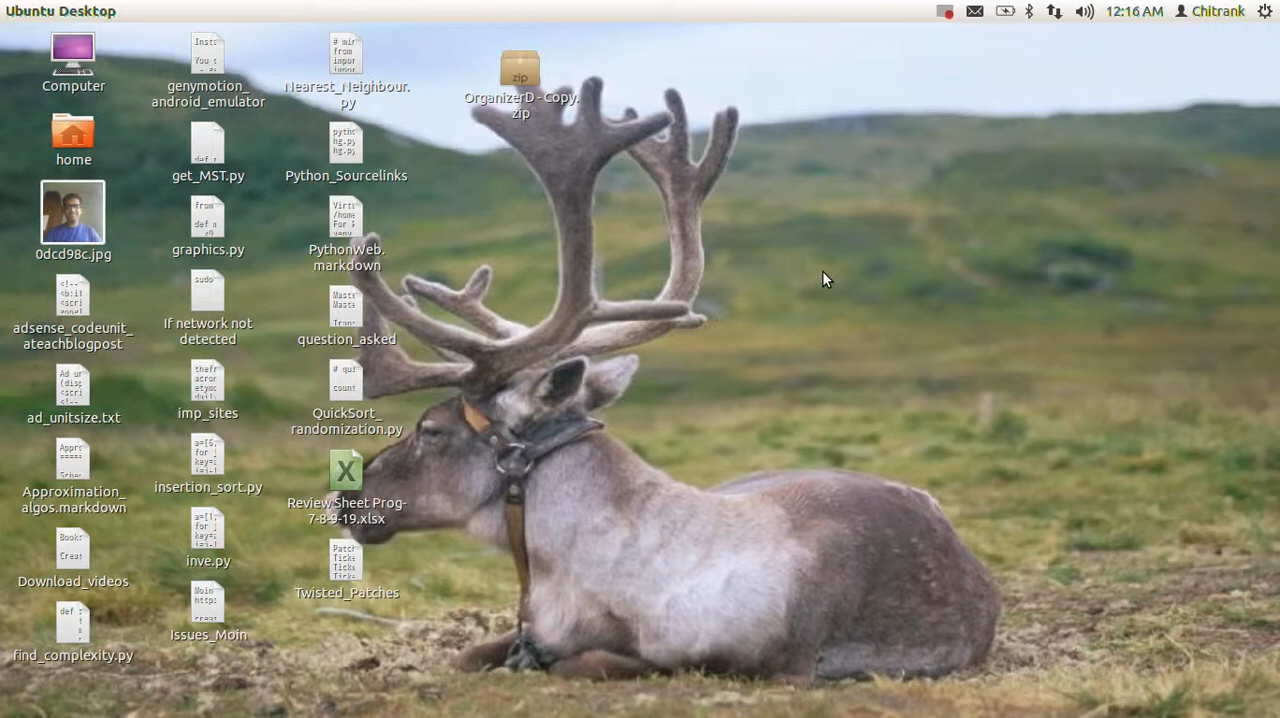 Ubuntu Desktop
12:16 AM
Chitrank
Computer
home
0dcd98c.jpg
adsense_codeunit_
ateachblogpost
ad_unitsize.txt
Approximation_
algos.markdown
Download_videos
find_complexity.py
genymotion_
android_emulator
get_MST.py
graphics.py
If network not
detected
imp_sites
insertion_sort.py
inve.py
Issues_Moin
Nearest_Neighbour.
py
Python_Sourcelinks
PythonWeb.
markdown
question_asked
QuickSort_
randomization.py
X
Review Sheet Prog-
7-8-9-19.xlsx
Twisted_Patches
zip
OrganizerD - Copy.
zip